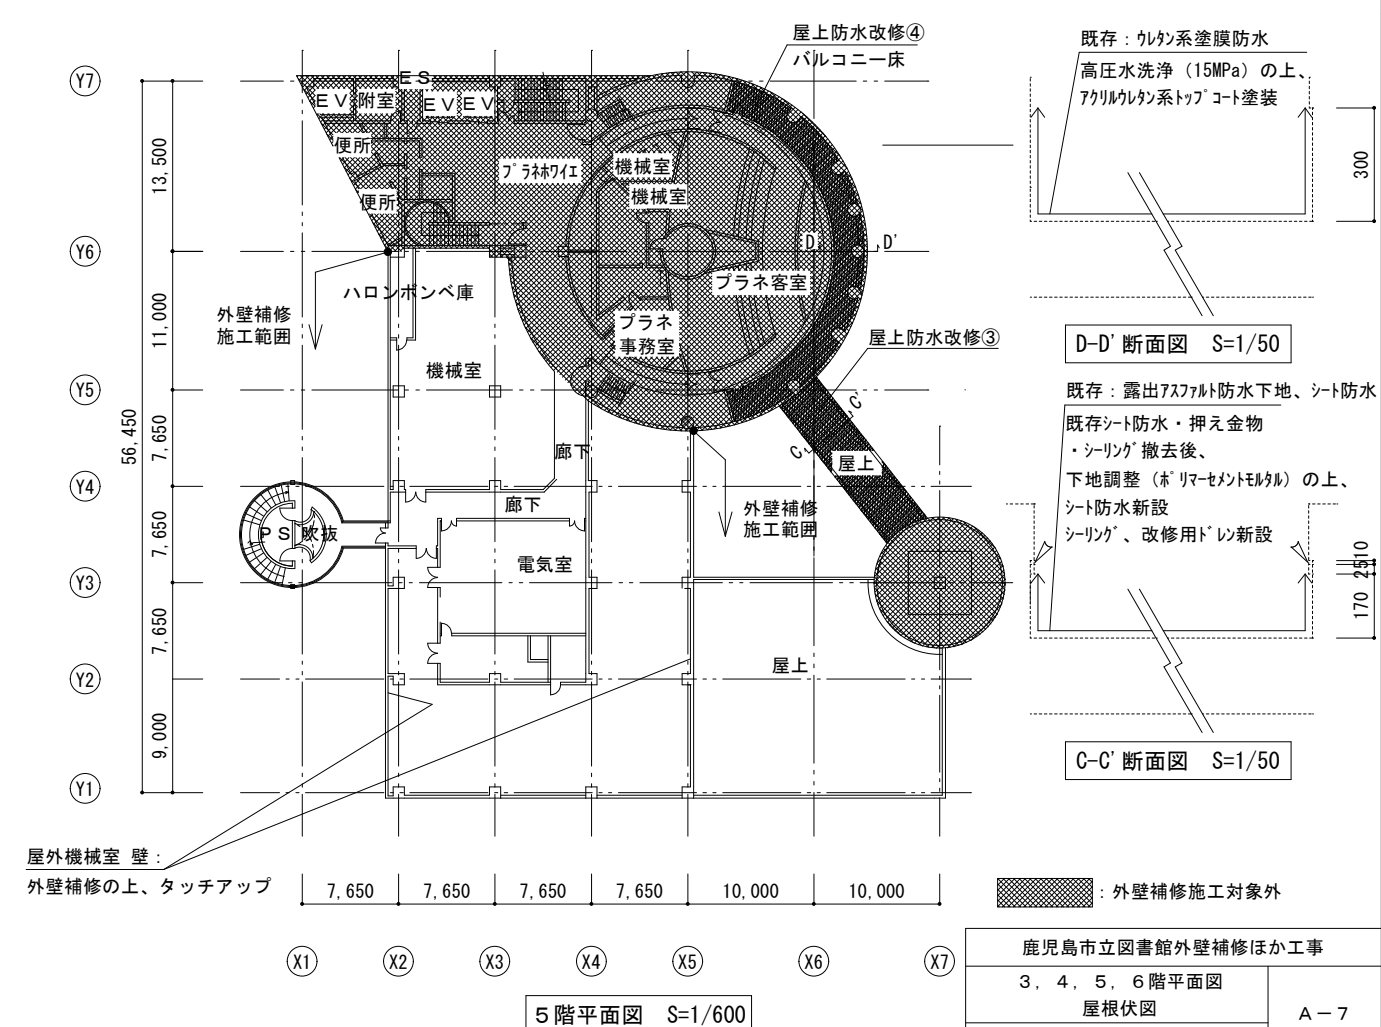 屋上防水改修④
バルコニー床
既存：ウレタン系塗膜防水
高圧水洗浄（15MPa）の上、
アクリルウレタン系トップコート塗装
300
D-D' 断面図 S=1/50
既存：露出アスファルト防水下地、シート防水
既存シート防水・押え金物
・シーリング撤去後、
下地調整（ポリマーセメントモルタル）の上、
シート防水新設
シーリング、改修用ドレン新設
170 25 10
C-C' 断面図 S=1/50
Y7
Y6
Y5
Y4
Y3
Y2
Y1
56,450
13,500
11,000
7,650
7,650
7,650
9,000
ES
EV
附室
EV
EV
便所
便所
プラネホワイエ
機械室
機械室
D
D'
プラネ客室
プラネ
事務室
ハロンボンベ庫
外壁補修
施工範囲
機械室
屋上防水改修③
C
C'
屋上
廊下
廊下
外壁補修
施工範囲
PS
吹抜
電気室
屋上
屋外機械室 壁：
外壁補修の上、タッチアップ
7,650
7,650
7,650
7,650
10,000
10,000
X1
X2
X3
X4
X5
X6
X7
：外壁補修施工対象外
5階平面図 S=1/600
鹿児島市立図書館外壁補修ほか工事
3，4，5，6階平面図
屋根伏図
A－7